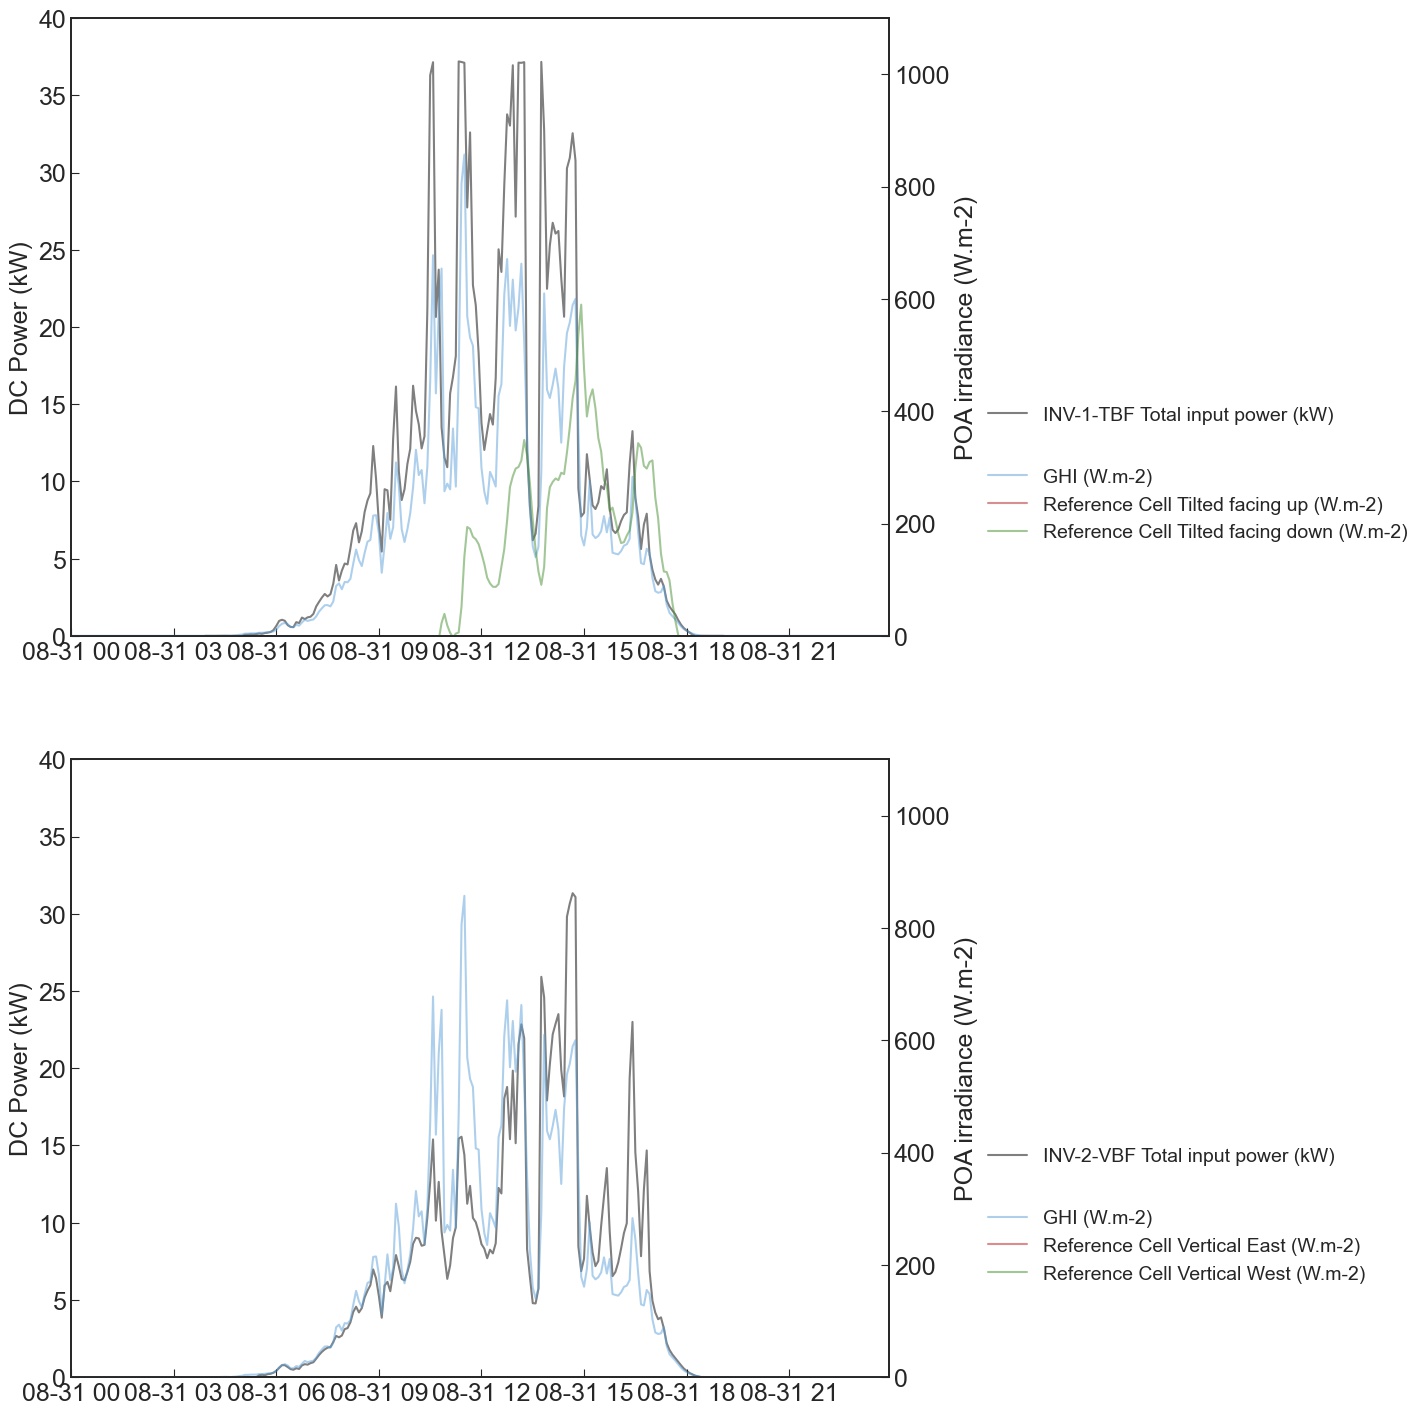 40
35
30
25
20
15
10
5
0
DC Power (kW)
1000
800
600
400
200
0
POA irradiance (W.m-2)
08-31 00 08-31 03 08-31 06 08-31 09 08-31 12 08-31 15 08-31 18 08-31 21
INV-1-TBF Total input power (kW)
GHI (W.m-2)
Reference Cell Tilted facing up (W.m-2)
Reference Cell Tilted facing down (W.m-2)
40
35
30
25
20
15
10
5
0
DC Power (kW)
1000
800
600
400
200
0
POA irradiance (W.m-2)
08-31 00 08-31 03 08-31 06 08-31 09 08-31 12 08-31 15 08-31 18 08-31 21
INV-2-VBF Total input power (kW)
GHI (W.m-2)
Reference Cell Vertical East (W.m-2)
Reference Cell Vertical West (W.m-2)